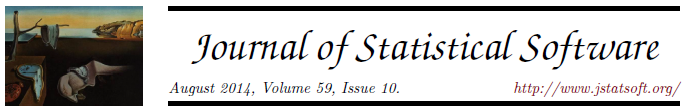 Journal of Statistical Software
August 2014, Volume 59, Issue 10.
http://www.jstatsoft.org/